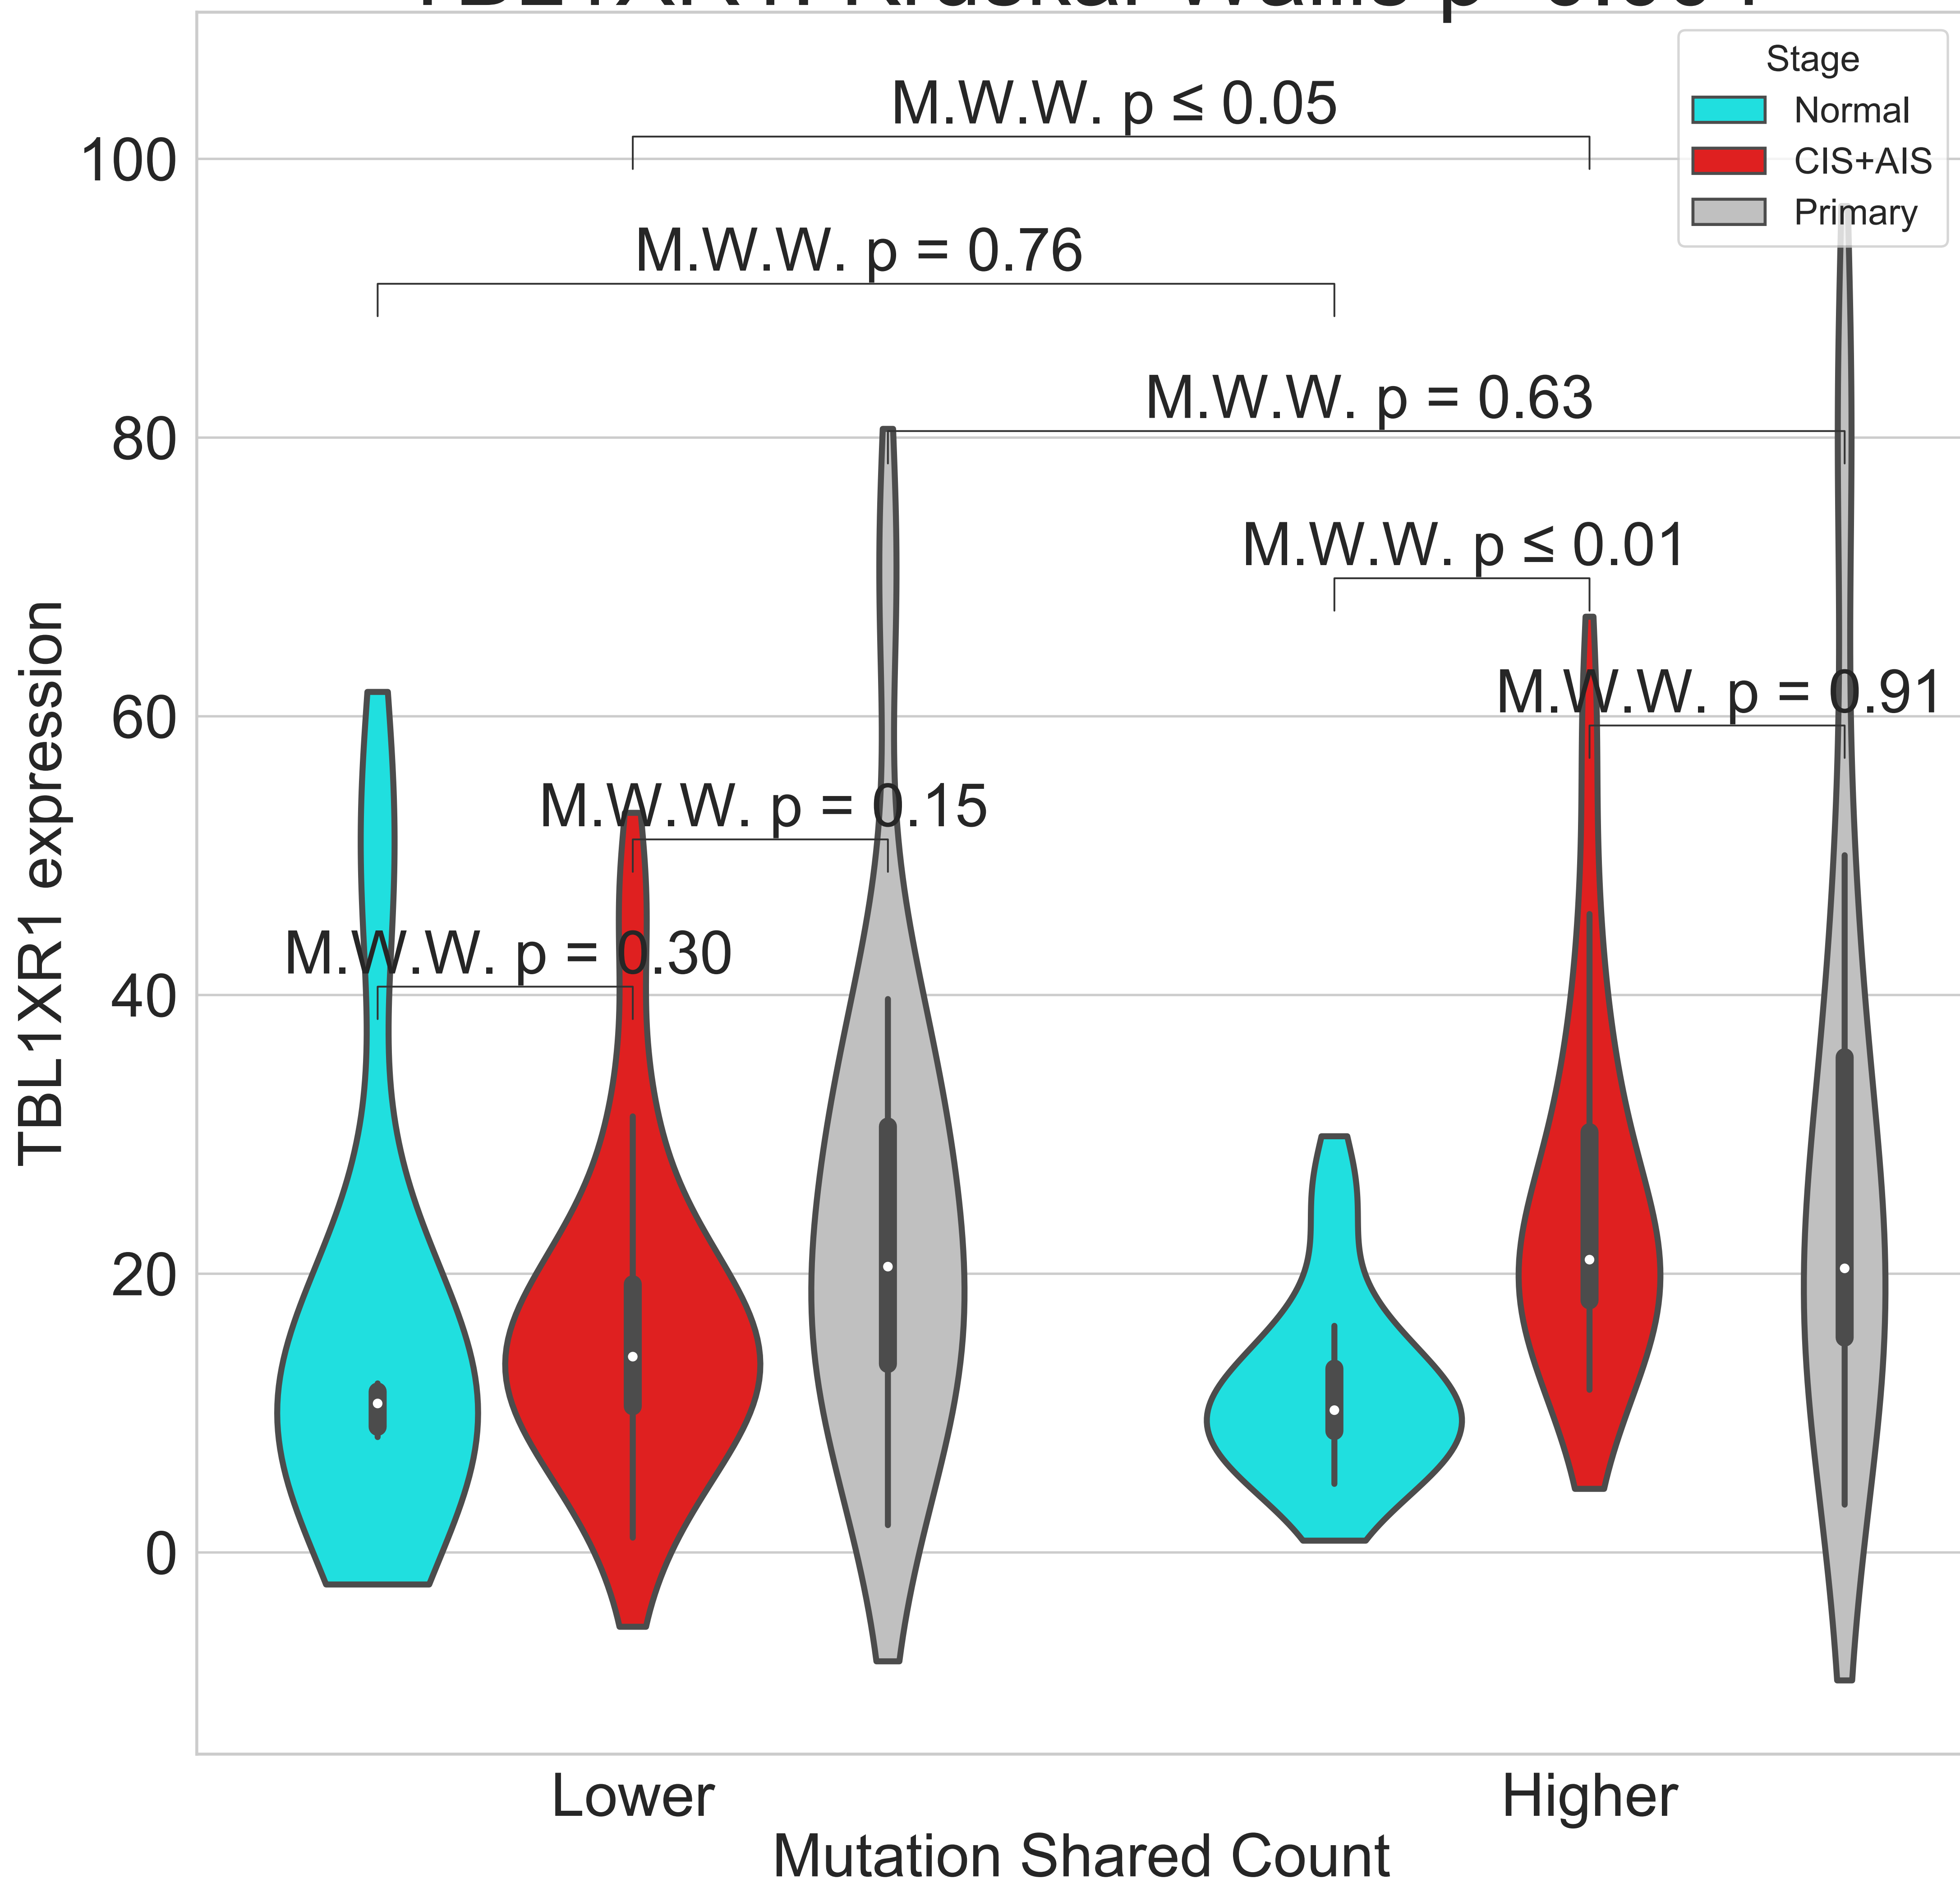 Stage
Normal
CIS+AIS
Primary
M.W.W. p ≤ 0.05
M.W.W. p = 0.76
M.W.W. p = 0.63
M.W.W. p ≤ 0.01
M.W.W. p = 0.91
M.W.W. p = 0.15
M.W.W. p = 0.30
100
80
60
40
20
0
TBL1XR1 expression
Lower
Higher
Mutation Shared Count